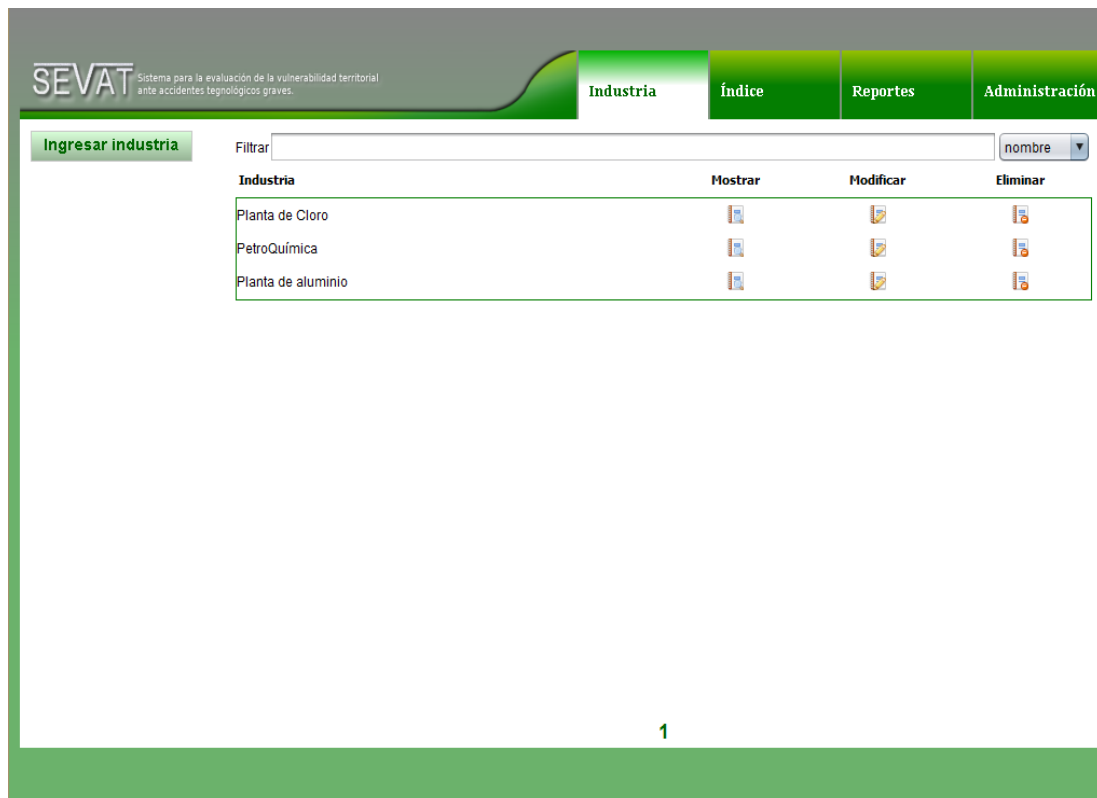 SEVAT
Sistema para la evaluación de la vulnerabilidad territorial
ante accidentes tegnológicos graves.
Industria Índice Reportes Administración
Ingresar industria
Filtrar nombre
Industria Mostrar Modificar Eliminar
Planta de Cloro
PetroQuímica
Planta de aluminio
1